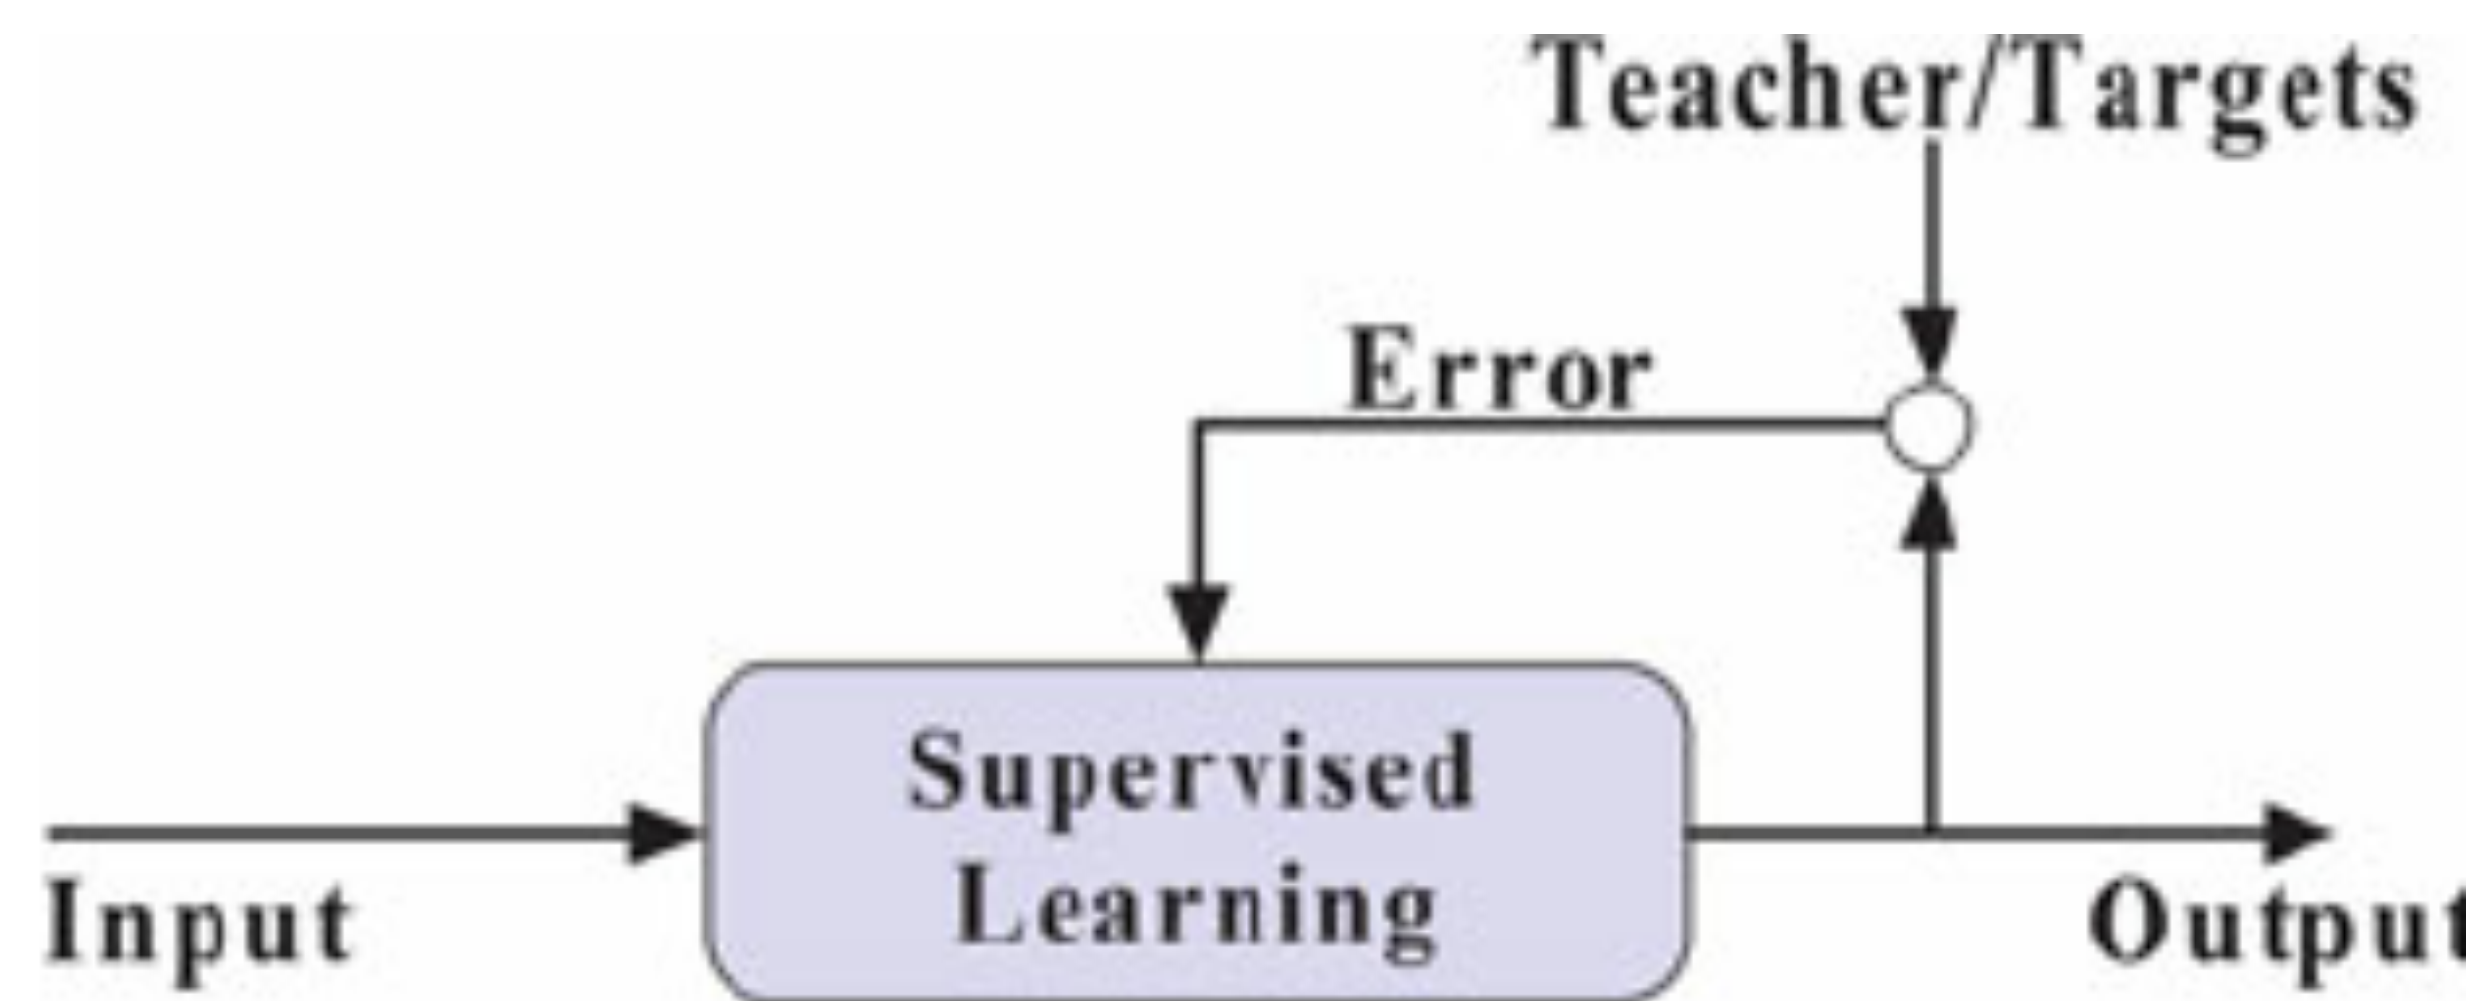 Teacher/Targets
Error
Supervised
Learning
Input
Output